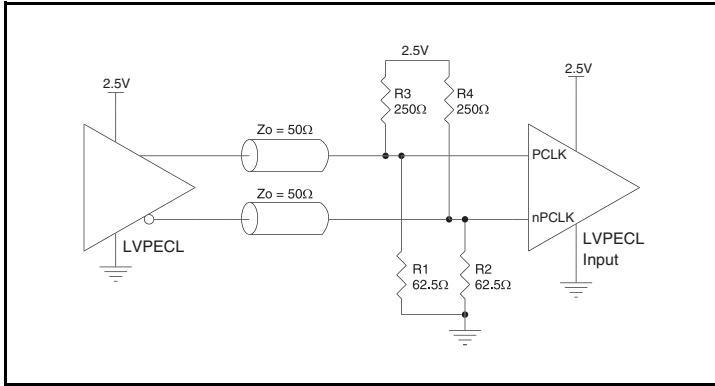 2.5V
2.5V
2.5V
R3
250Ω
R4
250Ω
Zo = 50Ω
PCLK
Zo = 50Ω
nPCLK
LVPECL
LVPECL
Input
R1
62.5Ω
R2
62.5Ω